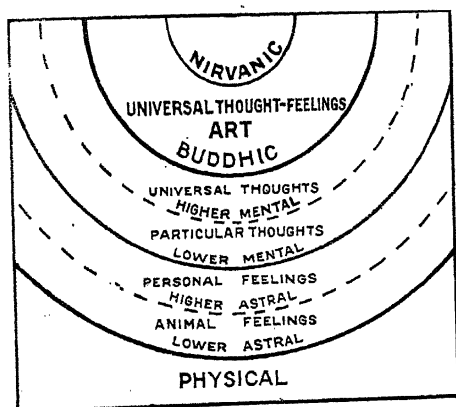 NIRVANIC
UNIVERSAL THOUGHT-FEELINGS
ART
BUDDHIC
UNIVERSAL THOUGHTS
HIGHER MENTAL
PARTICULAR THOUGHTS
LOWER MENTAL
PERSONAL FEELINGS
HIGHER ASTRAL
ANIMAL FEELINGS
LOWER ASTRAL
PHYSICAL